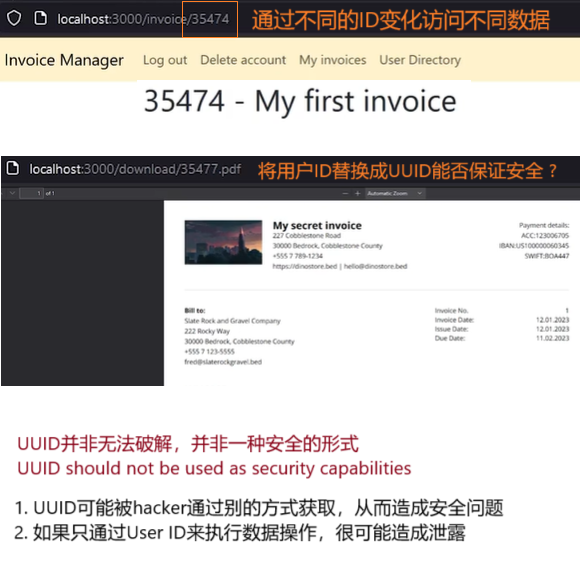 localhost:3000/invoice/35474
通过不同的ID变化访问不同数据
Invoice Manager Log out Delete account My invoices User Directory
35474 - My first invoice
localhost:3000/download/35477.pdf
将用户ID替换成UUID能否保证安全？
1 of 1 Automatic Zoom
My secret invoice
227 Cobblestone Road
30000 Bedrock, Cobblestone County
+555 7 789-1234
https://dinostore.bed | hello@dinostore.bed
Payment details:
ACC:123006705
IBAN:US100000060345
SWIFT:BOA447
Bill to:
Slate Rock and Gravel Company
222 Rocky Way
30000 Bedrock, Cobblestone County
+555 7 123-5555
fred@slaterockgravel.bed
Invoice No. 1
Invoice Date: 12.01.2023
Issue Date: 12.01.2023
Due Date: 11.02.2023
UUID并非无法破解，并非一种安全的形式
UUID should not be used as security capabilities
1. UUID可能被hacker通过别的方式获取，从而造成安全问题
2. 如果只通过User ID来执行数据操作，很可能造成泄露